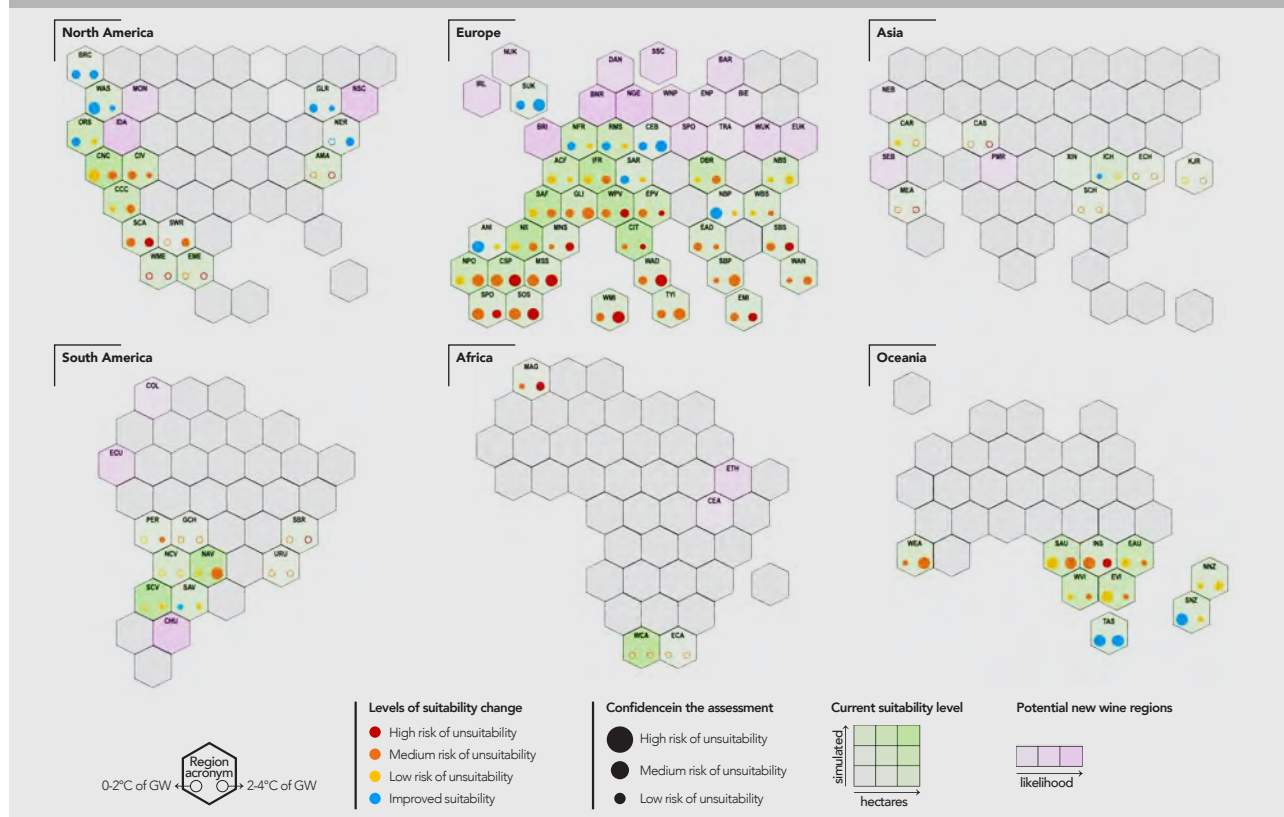 North America
BRC
WAS MON GLR NSC
ORS IDA NER
CNC CIV AMA
CCC
SCA SWR
WME EME
Europe
NUK DAN SSC BAR
IRL SUK BNR NGE WNP ENP BIE
BRI NFR RMS CEB SPO TRA WUK EUK
ACF IFR SAR DBR NBS
SAF GLI WPV EPV NBP WBS
ANI NII MNS CIT EAD SBS
NPO CSP MSS WAD SBP WAN
SPO SOS WMI TYI EMI
Asia
NEB
CAR CAS
SEB PMR XIN ICH ECH KJR
MEA SCH
South America
COL
ECU
PER GCH SBR
NCV NAV URU
SCV SAV
CHU
Africa
MAG
ETH
CEA
WCA ECA
Oceania
WEA SAU INS EAU
WVI EVI NNZ
SNZ
TAS
Region
acronym
0-2°C of GW
2-4°C of GW
Levels of suitability change
High risk of unsuitability
Medium risk of unsuitability
Low risk of unsuitability
Improved suitability
Confidencein the assessment
High risk of unsuitability
Medium risk of unsuitability
Low risk of unsuitability
Current suitability level
simulated
hectares
Potential new wine regions
likelihood